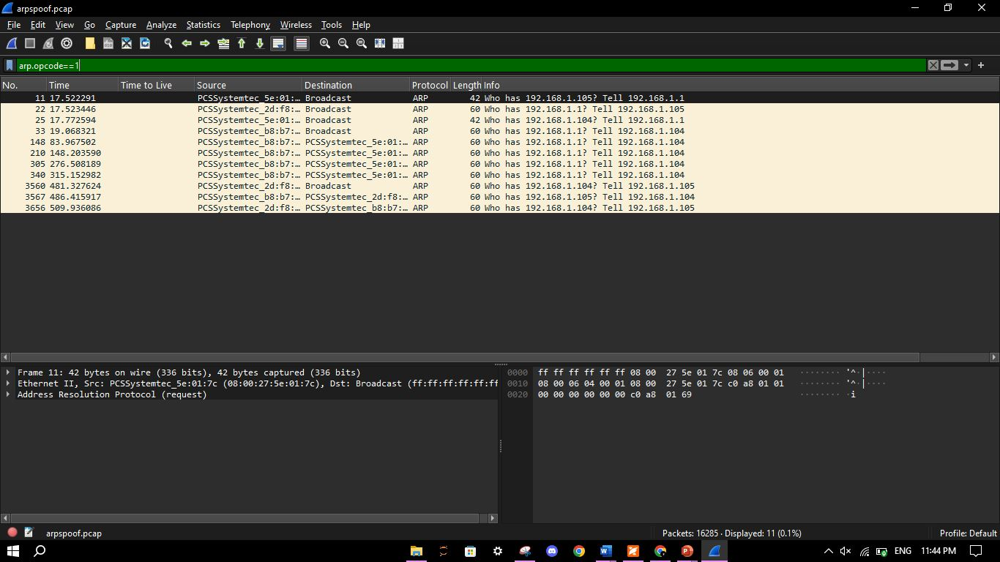 arpspoof.pcap
File Edit View Go Capture Analyze Statistics Telephony Wireless Tools Help
arp.opcode==1
No. Time Time to Live Source Destination Protocol Length Info
11 17.522291 PCSSystemtec_5e:01:… Broadcast ARP 42 Who has 192.168.1.105? Tell 192.168.1.1
22 17.523446 PCSSystemtec_2d:f8:… Broadcast ARP 60 Who has 192.168.1.1? Tell 192.168.1.105
25 17.772594 PCSSystemtec_5e:01:… Broadcast ARP 42 Who has 192.168.1.104? Tell 192.168.1.1
33 19.068321 PCSSystemtec_b8:b7:… Broadcast ARP 60 Who has 192.168.1.1? Tell 192.168.1.104
148 83.967502 PCSSystemtec_b8:b7:… PCSSystemtec_5e:01:… ARP 60 Who has 192.168.1.1? Tell 192.168.1.104
210 148.203590 PCSSystemtec_b8:b7:… PCSSystemtec_5e:01:… ARP 60 Who has 192.168.1.1? Tell 192.168.1.104
305 276.508189 PCSSystemtec_b8:b7:… PCSSystemtec_5e:01:… ARP 60 Who has 192.168.1.1? Tell 192.168.1.104
340 315.152982 PCSSystemtec_b8:b7:… PCSSystemtec_5e:01:… ARP 60 Who has 192.168.1.1? Tell 192.168.1.104
3560 481.327624 PCSSystemtec_2d:f8:… Broadcast ARP 60 Who has 192.168.1.104? Tell 192.168.1.105
3567 486.415917 PCSSystemtec_b8:b7:… PCSSystemtec_2d:f8:… ARP 60 Who has 192.168.1.105? Tell 192.168.1.104
3656 509.936086 PCSSystemtec_2d:f8:… PCSSystemtec_b8:b7:… ARP 60 Who has 192.168.1.104? Tell 192.168.1.105
Frame 11: 42 bytes on wire (336 bits), 42 bytes captured (336 bits)
Ethernet II, Src: PCSSystemtec_5e:01:7c (08:00:27:5e:01:7c), Dst: Broadcast (ff:ff:ff:ff:ff:ff
Address Resolution Protocol (request)
0000 ff ff ff ff ff ff 08 00 27 5e 01 7c 08 06 00 01 ········ '^·|····
0010 08 00 06 04 00 01 08 00 27 5e 01 7c c0 a8 01 01 ········ '^·|····
0020 00 00 00 00 00 00 c0 a8 01 69 ········ ·i
arpspoof.pcap Packets: 16285 · Displayed: 11 (0.1%) Profile: Default
ENG 11:44 PM